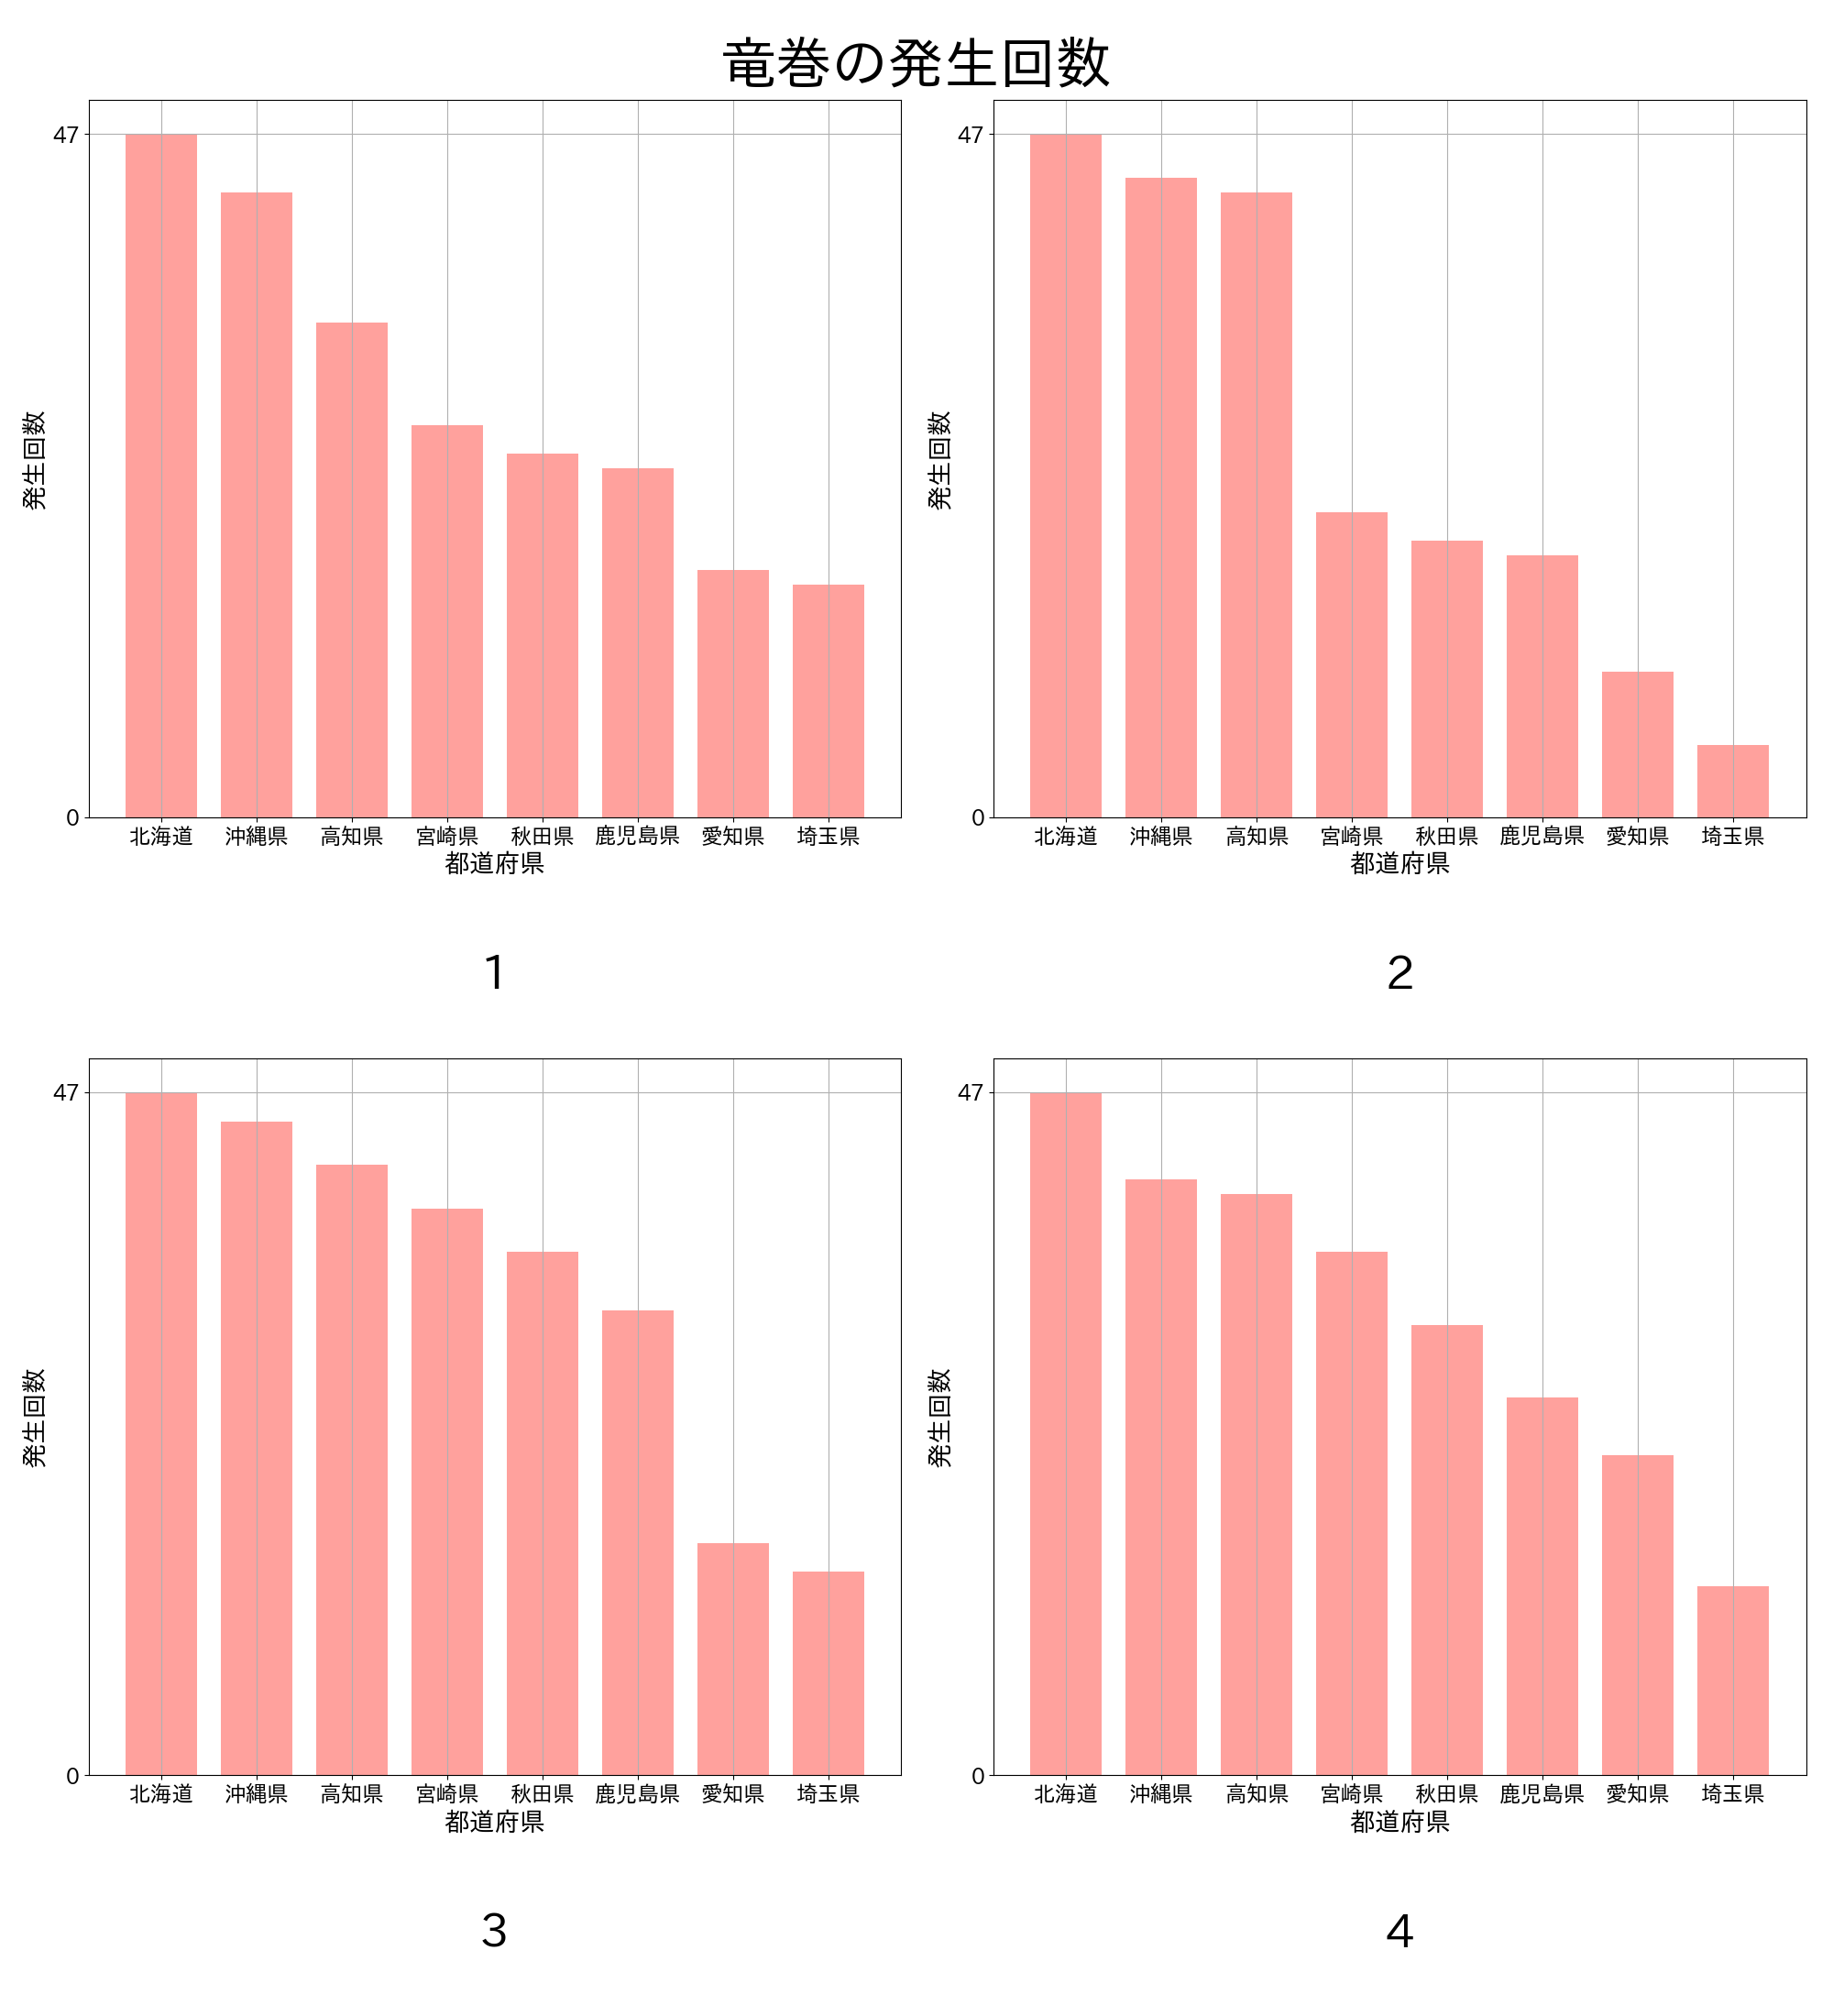 竜巻の発生回数
47
0
発生回数
北海道 沖縄県 高知県 宮崎県 秋田県 鹿児島県 愛知県 埼玉県
都道府県
1
47
0
発生回数
北海道 沖縄県 高知県 宮崎県 秋田県 鹿児島県 愛知県 埼玉県
都道府県
2
47
0
発生回数
北海道 沖縄県 高知県 宮崎県 秋田県 鹿児島県 愛知県 埼玉県
都道府県
3
47
0
発生回数
北海道 沖縄県 高知県 宮崎県 秋田県 鹿児島県 愛知県 埼玉県
都道府県
4